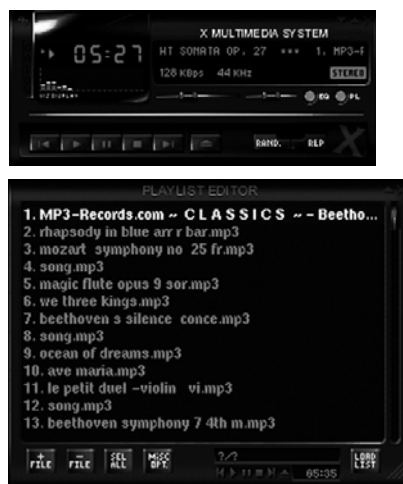 X MULTIMEDIA SYSTEM
05:27
HT SONATA OP. 27 *** 1. MP3-F
128 KBPS 44 KHZ STEREO
VIZ DISPLAY
EQ PL
RAND. REP
X
PLAYLIST EDITOR
1. MP3-Records.com ~ C L A S S I C S ~ - Beetho...
2. rhapsody in blue arr r bar.mp3
3. mozart symphony no 25 fr.mp3
4. song.mp3
5. magic flute opus 9 sor.mp3
6. we three kings.mp3
7. beethoven s silence conce.mp3
8. song.mp3
9. ocean of dreams.mp3
10. ave maria.mp3
11. le petit duel -violin vi.mp3
12. song.mp3
13. beethoven symphony 7 4th m.mp3
+ FILE - FILE SEL ALL MISC OPT. ?/? LOAD LIST
05:35